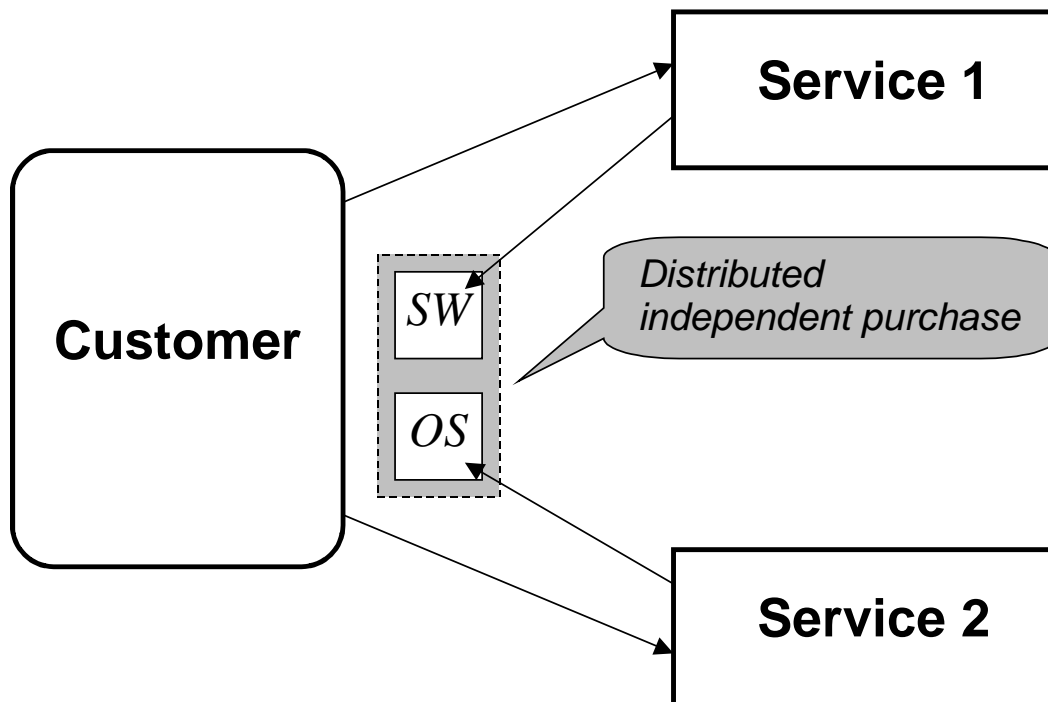 Service 1
Customer
SW
OS
Distributed
independent purchase
Service 2